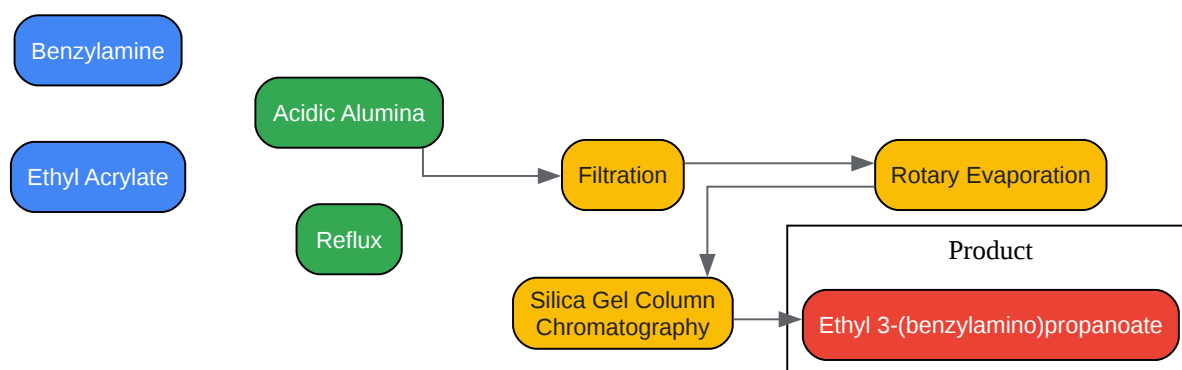 Benzylamine
Ethyl Acrylate
Acidic Alumina
Reflux
Filtration
Rotary Evaporation
Silica Gel Column
Chromatography
Product
Ethyl 3-(benzylamino)propanoate